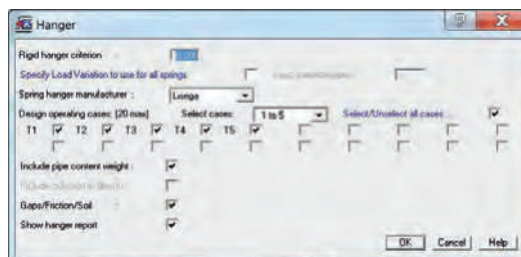 Hanger
Rigid hanger criterion :
Specify Load Variation to use for all springs
Spring hanger manufacturer : Lisega
Design operating cases: [20 max] Select cases: 1 to 5 Select/Unselect all cases
T1 T2 T3 T4 T5
Include pipe content weight :
Gaps/Friction/Soil :
Show hanger report
OK Cancel Help